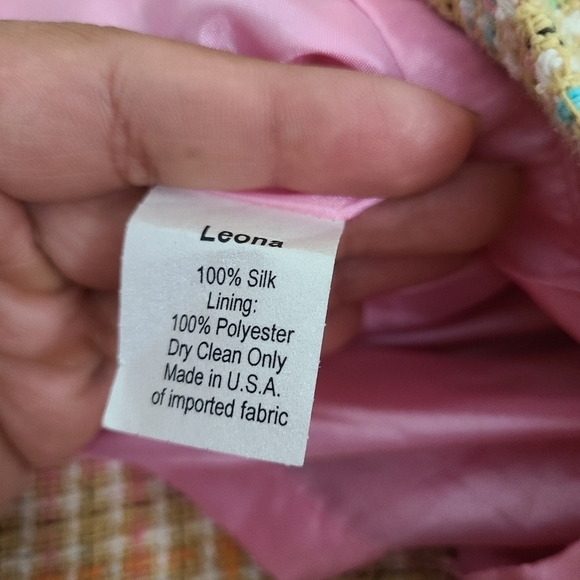 Leona
100% Silk
Lining:
100% Polyester
Dry Clean Only
Made in U.S.A.
of imported fabric